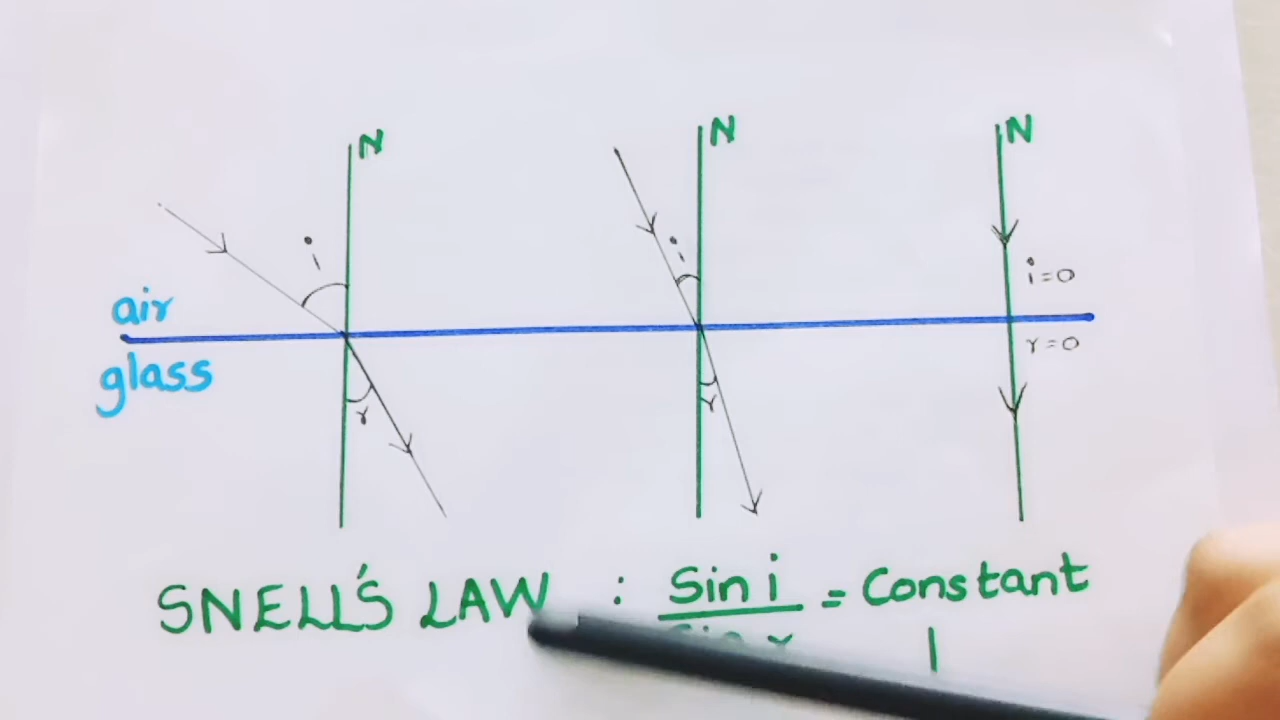 N N N
i i
i=0
air
r=0
glass
r r
SNELL'S LAW : Sin i = Constant